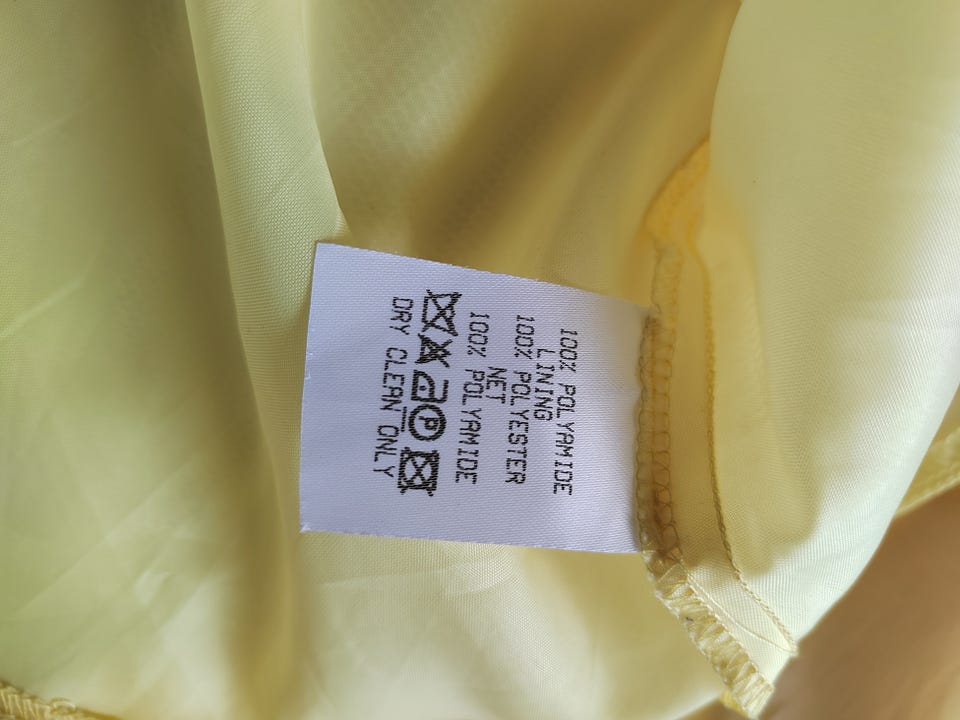 100% POLYAMIDE
LINING
100% POLYESTER
NET
100% POLYAMIDE
P
DRY CLEAN ONLY